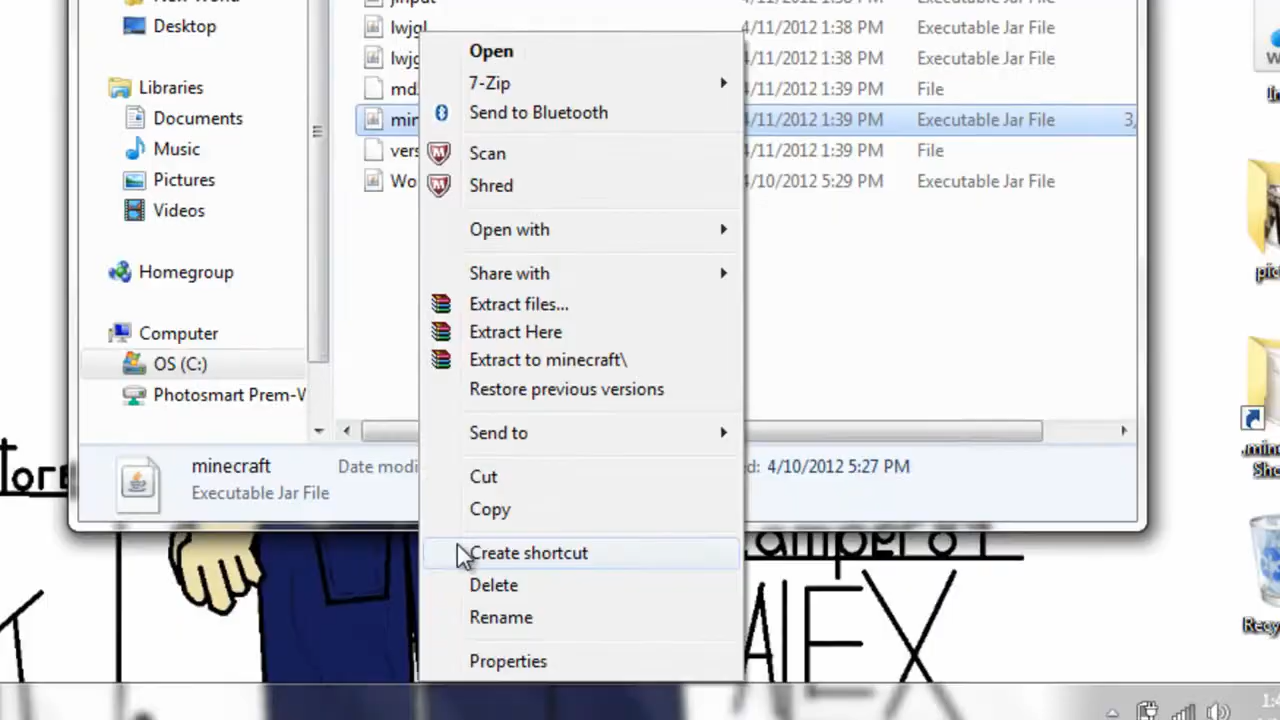 Desktop
Libraries
Documents
Music
Pictures
Videos
Homegroup
Computer
OS (C:)
Photosmart Prem-W
lwjgl 4/11/2012 1:38 PM Executable Jar File
4/11/2012 1:38 PM Executable Jar File
4/11/2012 1:39 PM File
4/11/2012 1:39 PM Executable Jar File 3,
4/11/2012 1:39 PM File
4/10/2012 5:29 PM Executable Jar File
Open
7-Zip
Send to Bluetooth
Scan
Shred
Open with
Share with
Extract files...
Extract Here
Extract to minecraft\
Restore previous versions
Send to
Cut
Copy
Create shortcut
Delete
Rename
Properties
minecraft Date modi 4/10/2012 5:27 PM
Executable Jar File
ALEX